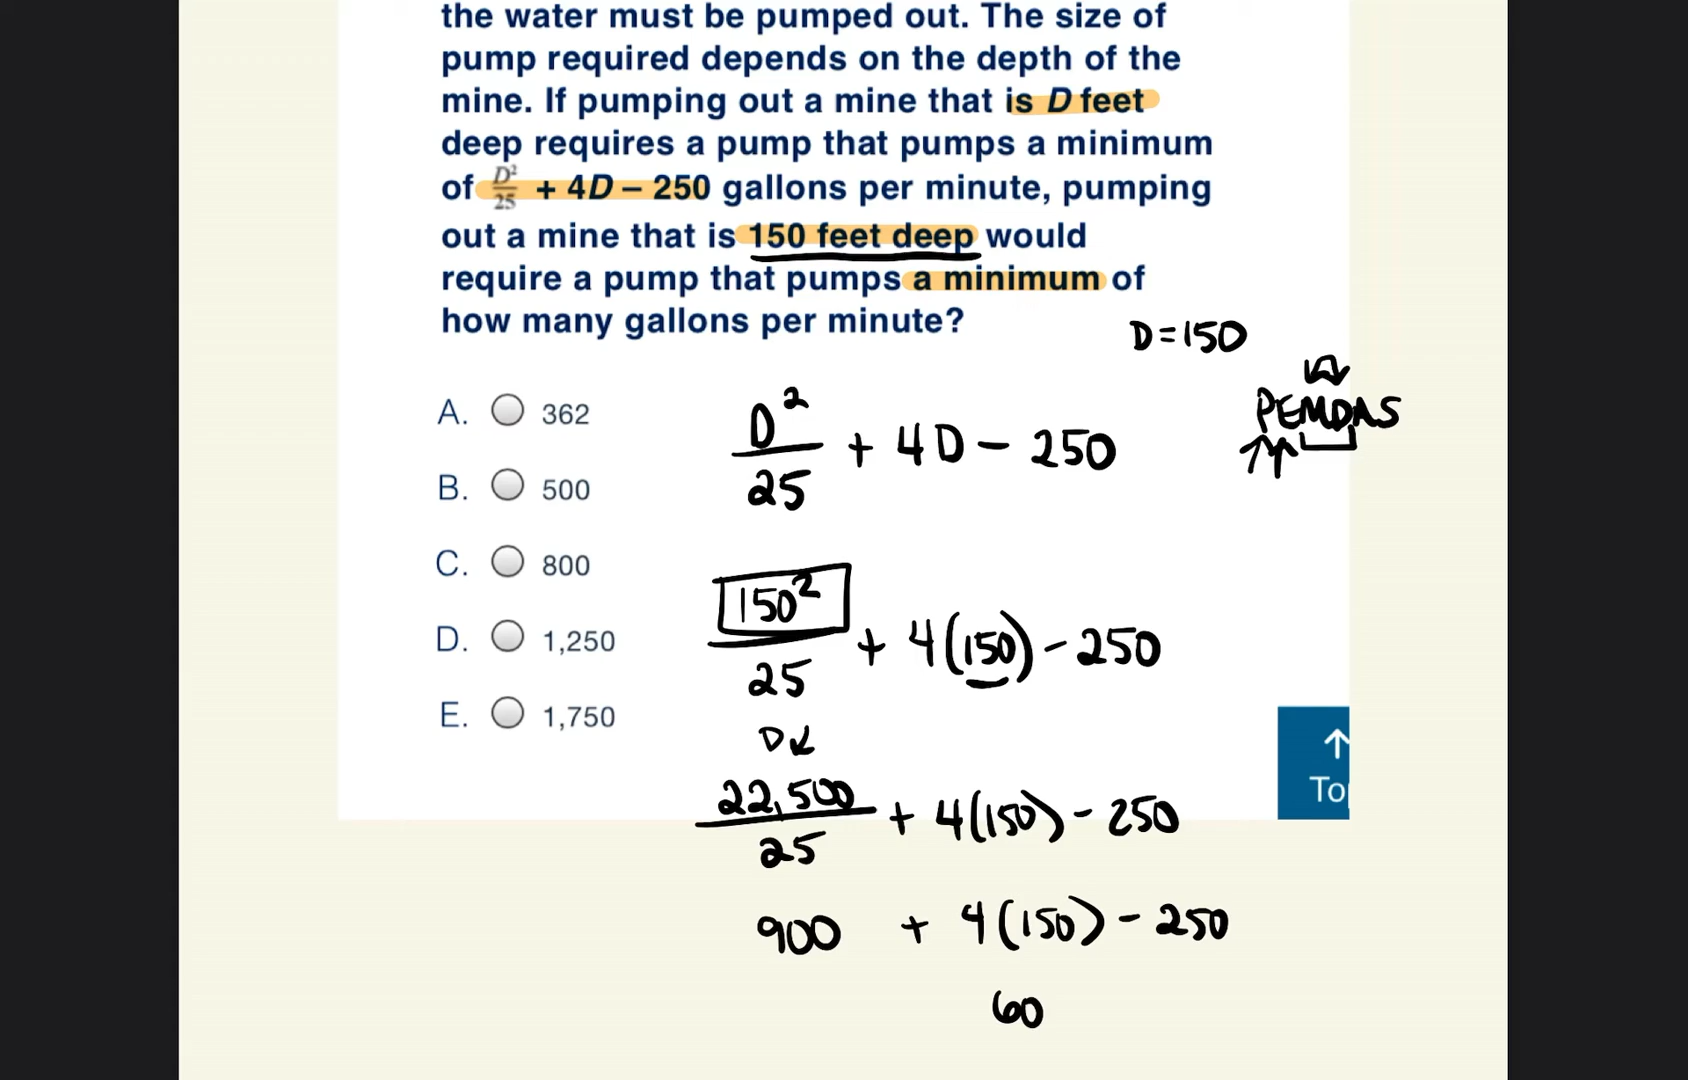 the water must be pumped out. The size of
pump required depends on the depth of the
mine. If pumping out a mine that is D feet
deep requires a pump that pumps a minimum
of D²/25 + 4D – 250 gallons per minute, pumping
out a mine that is 150 feet deep would
require a pump that pumps a minimum of
how many gallons per minute?
D = 150
PEMDAS
A. 362
B. 500
C. 800
D. 1,250
E. 1,750
D²/25 + 4D – 250
150²/25 + 4(150) – 250
22,500/25 + 4(150) – 250
900 + 4(150) – 250
60
To